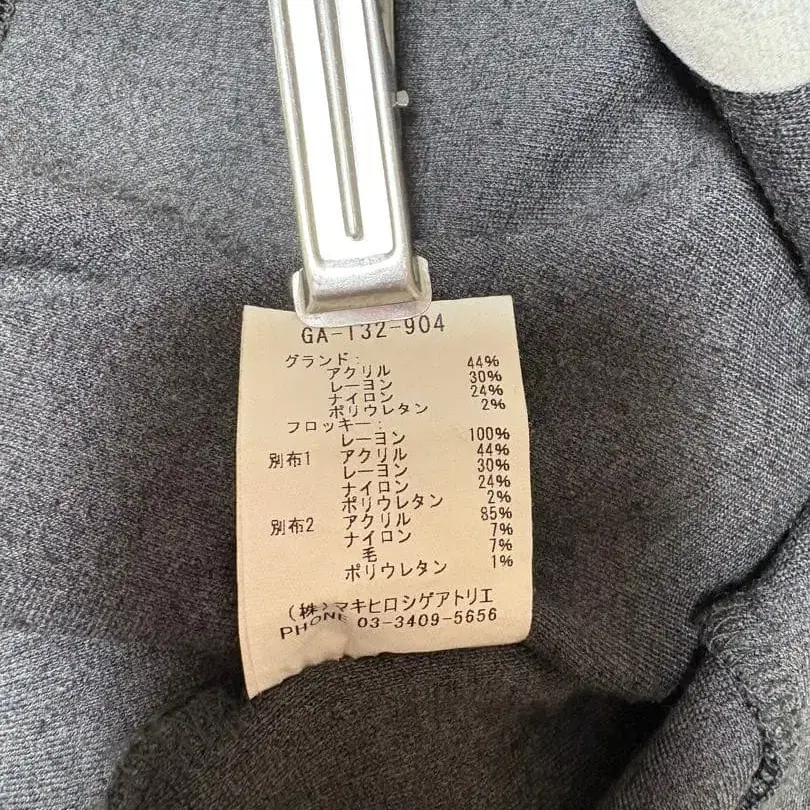 GA-132-904
グランド:
アクリル 44%
レーヨン 30%
ナイロン 24%
ポリウレタン 2%
フロッキー:
レーヨン 100%
別布1 アクリル 44%
レーヨン 30%
ナイロン 24%
ポリウレタン 2%
別布2 アクリル 85%
ナイロン 7%
毛 7%
ポリウレタン 1%
(株)マキヒロシゲアトリエ
PHONE 03-3409-5656